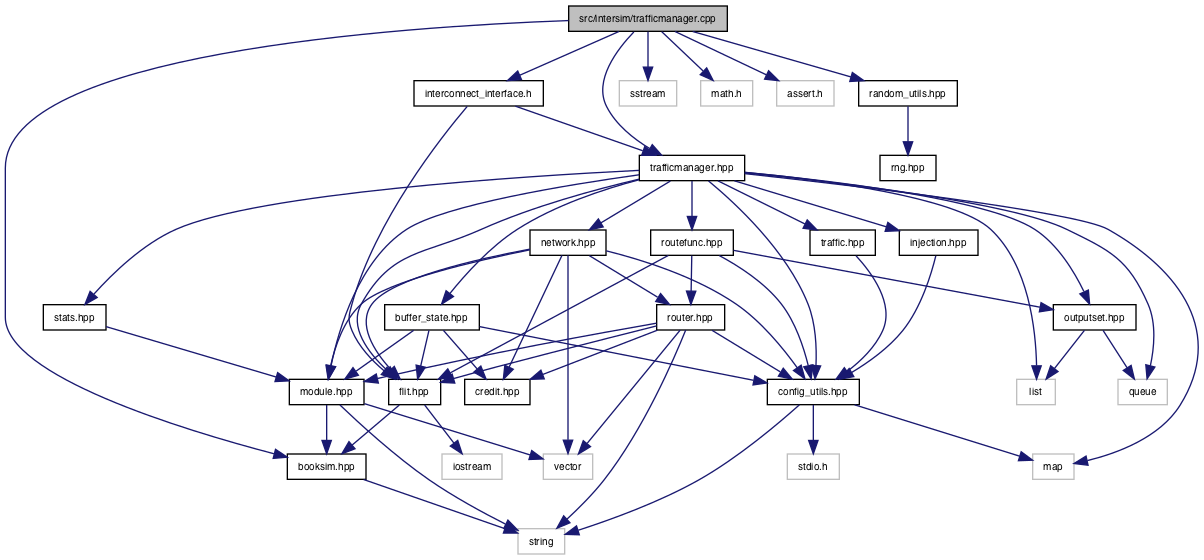 src/intersim/trafficmanager.cpp
interconnect_interface.h
sstream
math.h
assert.h
random_utils.hpp
trafficmanager.hpp
rng.hpp
network.hpp
routefunc.hpp
traffic.hpp
injection.hpp
stats.hpp
buffer_state.hpp
router.hpp
outputset.hpp
module.hpp
flit.hpp
credit.hpp
config_utils.hpp
list
queue
booksim.hpp
iostream
vector
stdio.h
map
string